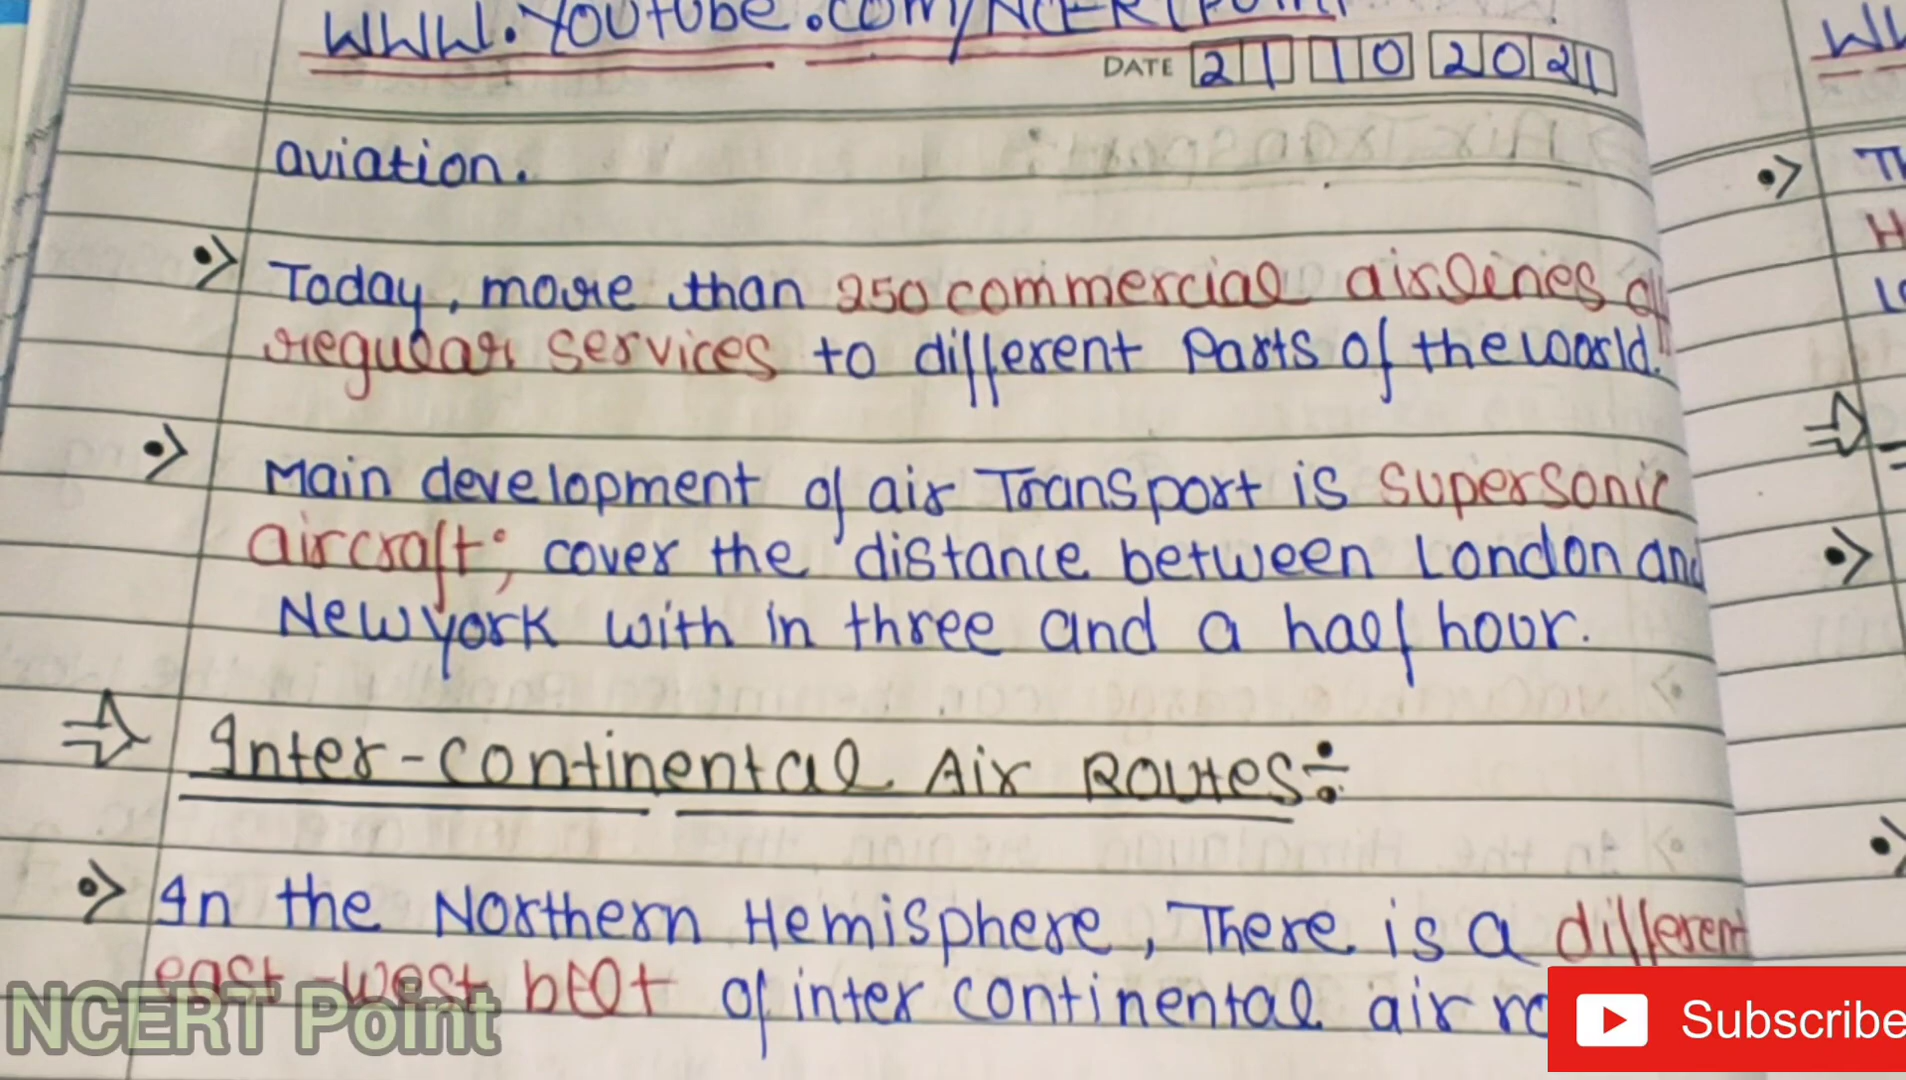 www.Youtube.com/NCERTPoint
DATE 21 10 2021
aviation.
Today, more than 250 commercial airlines of
regular services to different Parts of the world.
Main development of air Transport is supersonic
aircraft; cover the distance between London and
New york with in three and a half hour.
Inter-continental Air Routes÷
In the Northern Hemisphere, There is a different
east-west belt of inter continental air ro
NCERT Point
Subscribe